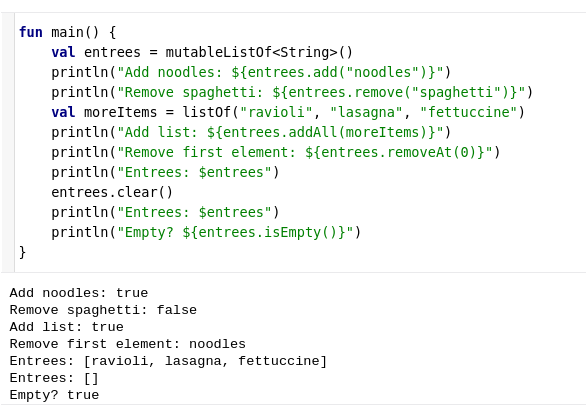 fun main() {
    val entrees = mutableListOf<String>()
    println("Add noodles: ${entrees.add("noodles")}")
    println("Remove spaghetti: ${entrees.remove("spaghetti")}")
    val moreItems = listOf("ravioli", "lasagna", "fettuccine")
    println("Add list: ${entrees.addAll(moreItems)}")
    println("Remove first element: ${entrees.removeAt(0)}")
    println("Entrees: $entrees")
    entrees.clear()
    println("Entrees: $entrees")
    println("Empty? ${entrees.isEmpty()}")
}
Add noodles: true
Remove spaghetti: false
Add list: true
Remove first element: noodles
Entrees: [ravioli, lasagna, fettuccine]
Entrees: []
Empty? true